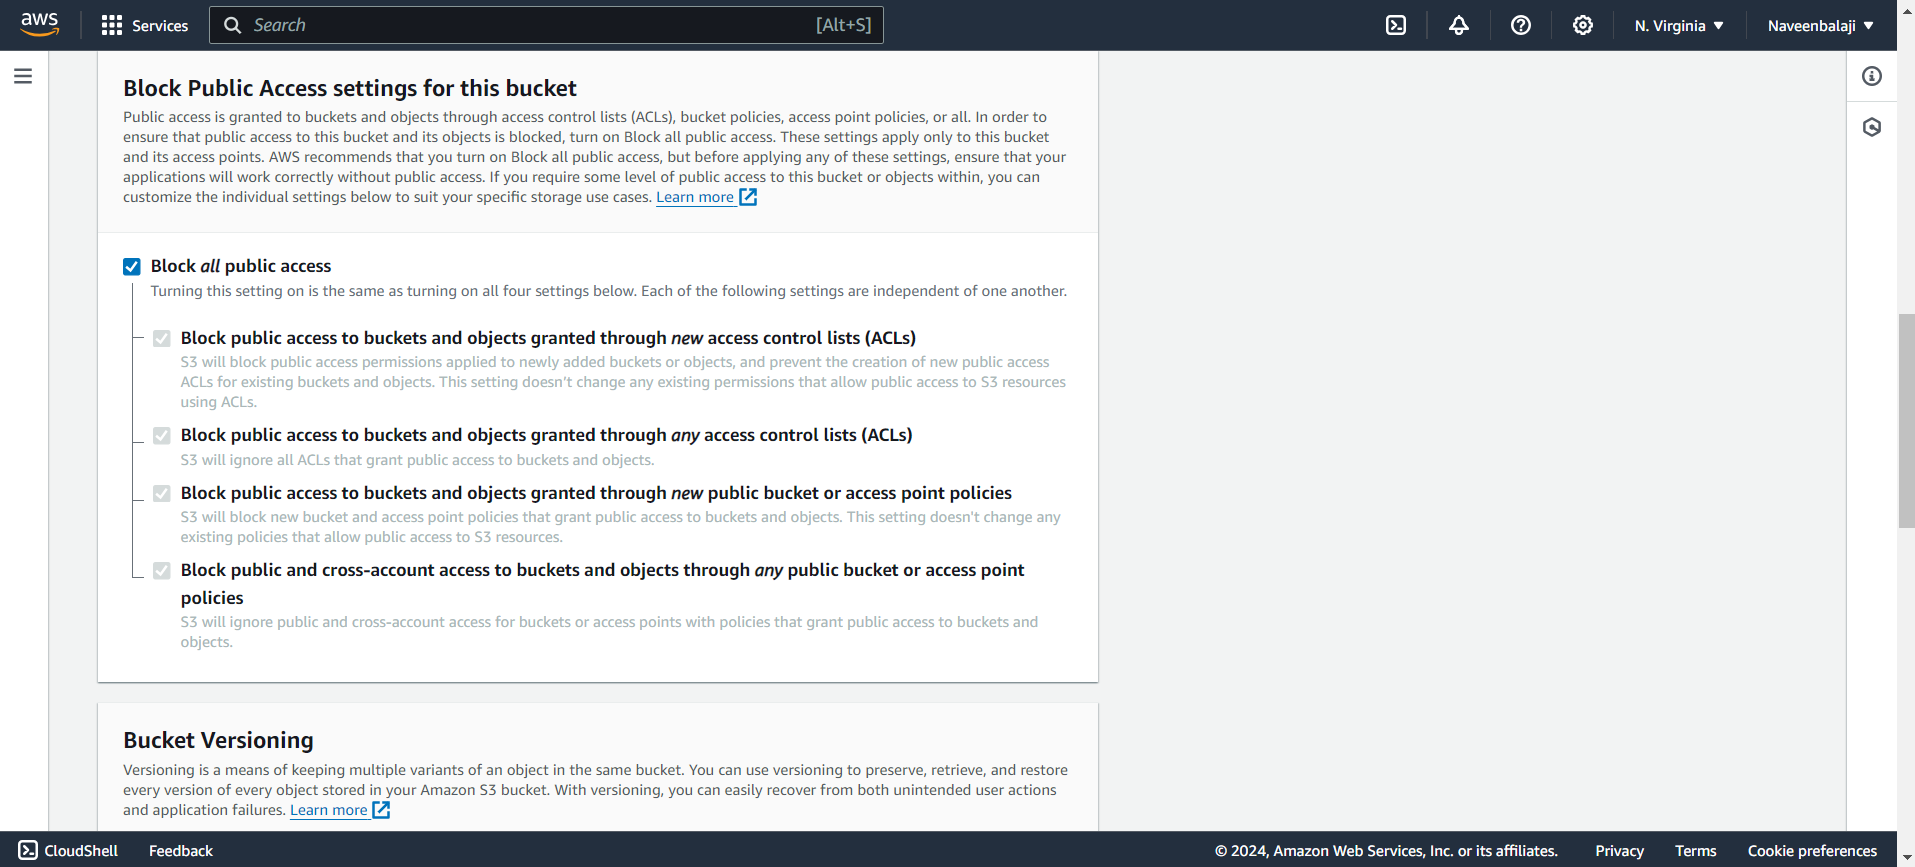 aws
Services
Search
[Alt+S]
N. Virginia
Naveenbalaji
Block Public Access settings for this bucket
Public access is granted to buckets and objects through access control lists (ACLs), bucket policies, access point policies, or all. In order to
ensure that public access to this bucket and its objects is blocked, turn on Block all public access. These settings apply only to this bucket
and its access points. AWS recommends that you turn on Block all public access, but before applying any of these settings, ensure that your
applications will work correctly without public access. If you require some level of public access to this bucket or objects within, you can
customize the individual settings below to suit your specific storage use cases. Learn more
Block all public access
Turning this setting on is the same as turning on all four settings below. Each of the following settings are independent of one another.
Block public access to buckets and objects granted through new access control lists (ACLs)
S3 will block public access permissions applied to newly added buckets or objects, and prevent the creation of new public access
ACLs for existing buckets and objects. This setting doesn't change any existing permissions that allow public access to S3 resources
using ACLs.
Block public access to buckets and objects granted through any access control lists (ACLs)
S3 will ignore all ACLs that grant public access to buckets and objects.
Block public access to buckets and objects granted through new public bucket or access point policies
S3 will block new bucket and access point policies that grant public access to buckets and objects. This setting doesn't change any
existing policies that allow public access to S3 resources.
Block public and cross-account access to buckets and objects through any public bucket or access point
policies
S3 will ignore public and cross-account access for buckets or access points with policies that grant public access to buckets and
objects.
Bucket Versioning
Versioning is a means of keeping multiple variants of an object in the same bucket. You can use versioning to preserve, retrieve, and restore
every version of every object stored in your Amazon S3 bucket. With versioning, you can easily recover from both unintended user actions
and application failures. Learn more
CloudShell
Feedback
© 2024, Amazon Web Services, Inc. or its affiliates.
Privacy
Terms
Cookie preferences